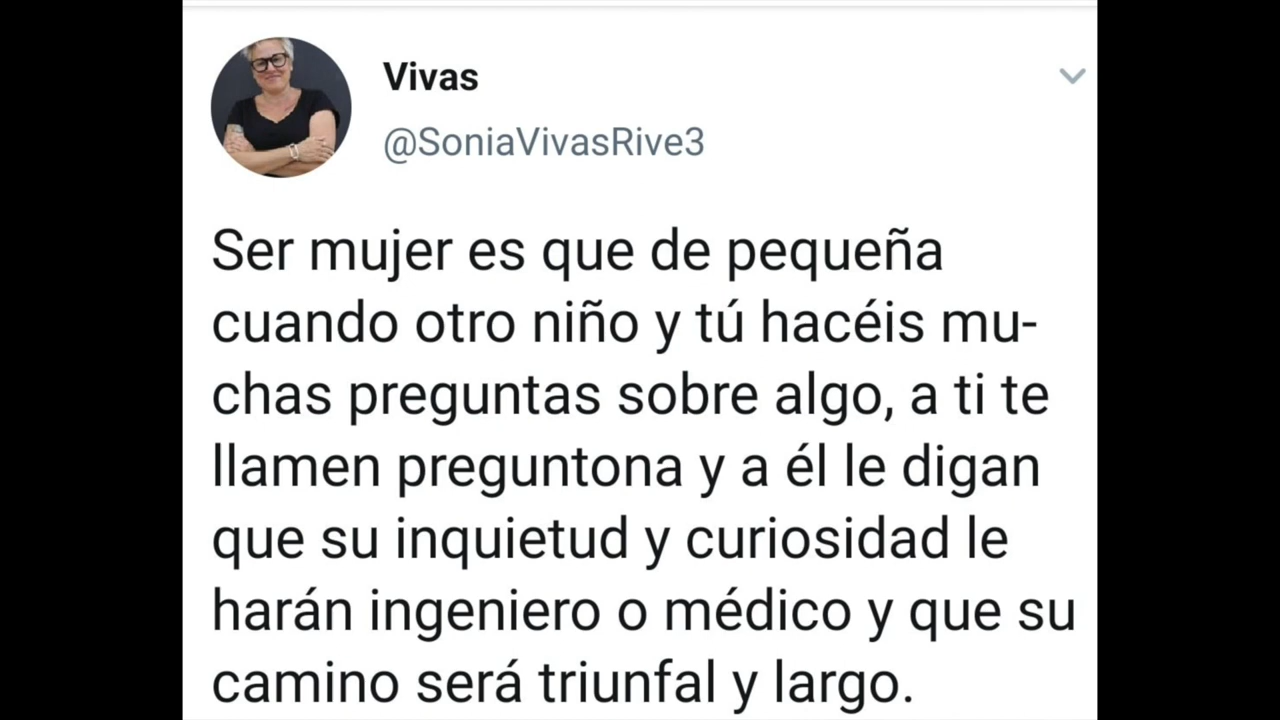 Vivas
@SoniaVivasRive3
Ser mujer es que de pequeña
cuando otro niño y tú hacéis mu-
chas preguntas sobre algo, a ti te
llamen preguntona y a él le digan
que su inquietud y curiosidad le
harán ingeniero o médico y que su
camino será triunfal y largo.